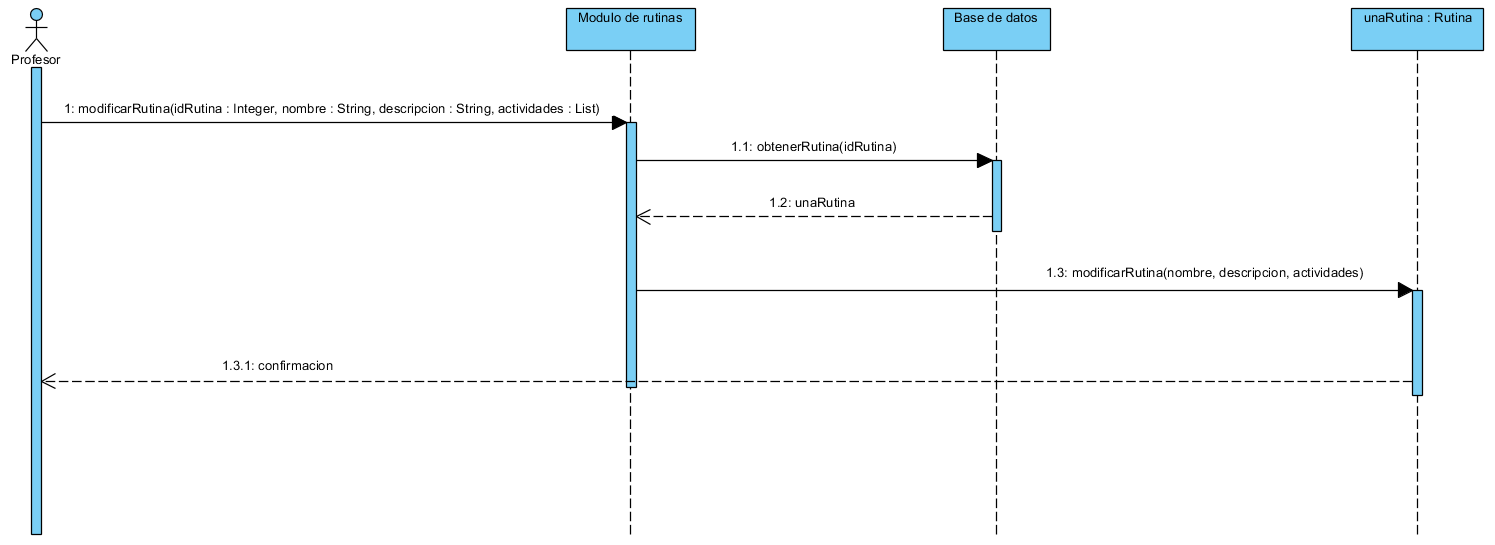 Modulo de rutinas
Base de datos
unaRutina : Rutina
Profesor
1: modificarRutina(idRutina : Integer, nombre : String, descripcion : String, actividades : List)
1.1: obtenerRutina(idRutina)
1.2: unaRutina
1.3: modificarRutina(nombre, descripcion, actividades)
1.3.1: confirmacion